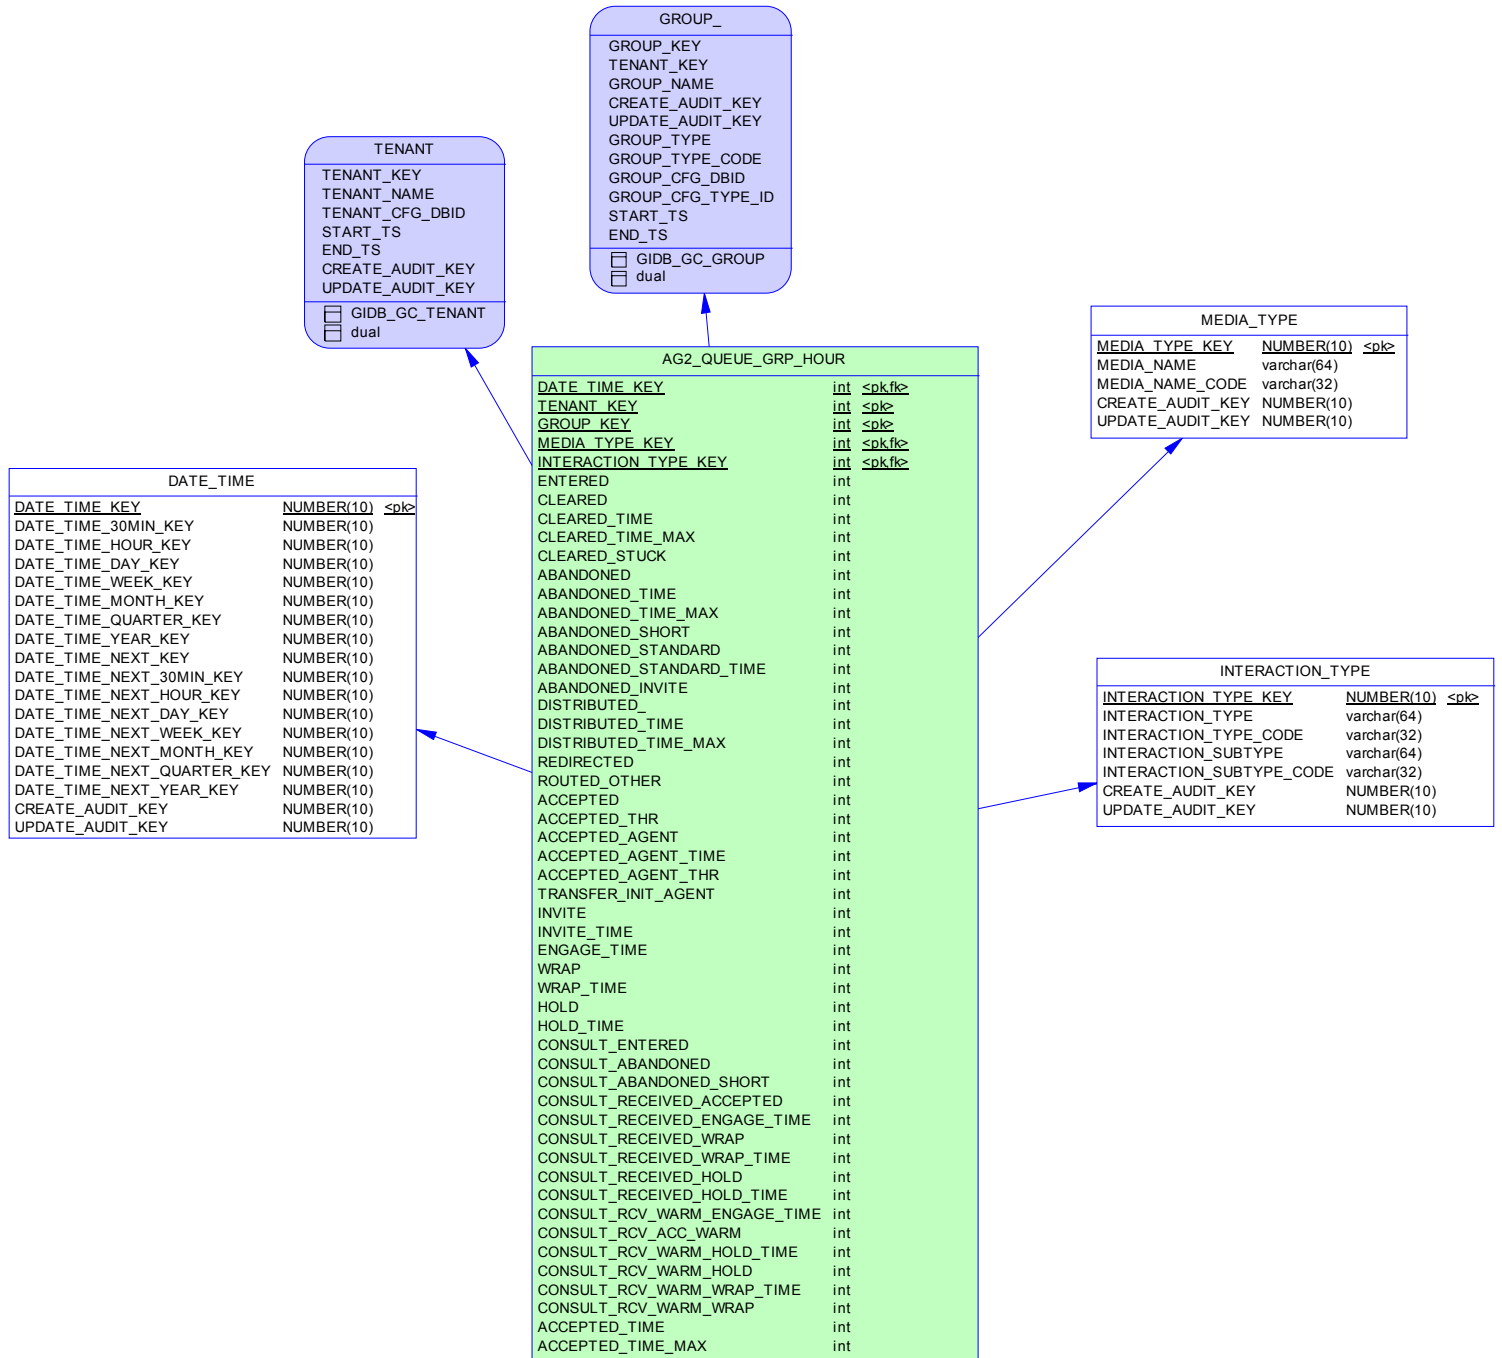 GROUP_
GROUP_KEY
TENANT_KEY
GROUP_NAME
CREATE_AUDIT_KEY
UPDATE_AUDIT_KEY
GROUP_TYPE
GROUP_TYPE_CODE
GROUP_CFG_DBID
GROUP_CFG_TYPE_ID
START_TS
END_TS
GIDB_GC_GROUP
dual
TENANT
TENANT_KEY
TENANT_NAME
TENANT_CFG_DBID
START_TS
END_TS
CREATE_AUDIT_KEY
UPDATE_AUDIT_KEY
GIDB_GC_TENANT
dual
MEDIA_TYPE
MEDIA_TYPE_KEY NUMBER(10) <pk>
MEDIA_NAME varchar(64)
MEDIA_NAME_CODE varchar(32)
CREATE_AUDIT_KEY NUMBER(10)
UPDATE_AUDIT_KEY NUMBER(10)
DATE_TIME
DATE_TIME_KEY NUMBER(10) <pk>
DATE_TIME_30MIN_KEY NUMBER(10)
DATE_TIME_HOUR_KEY NUMBER(10)
DATE_TIME_DAY_KEY NUMBER(10)
DATE_TIME_WEEK_KEY NUMBER(10)
DATE_TIME_MONTH_KEY NUMBER(10)
DATE_TIME_QUARTER_KEY NUMBER(10)
DATE_TIME_YEAR_KEY NUMBER(10)
DATE_TIME_NEXT_KEY NUMBER(10)
DATE_TIME_NEXT_30MIN_KEY NUMBER(10)
DATE_TIME_NEXT_HOUR_KEY NUMBER(10)
DATE_TIME_NEXT_DAY_KEY NUMBER(10)
DATE_TIME_NEXT_WEEK_KEY NUMBER(10)
DATE_TIME_NEXT_MONTH_KEY NUMBER(10)
DATE_TIME_NEXT_QUARTER_KEY NUMBER(10)
DATE_TIME_NEXT_YEAR_KEY NUMBER(10)
CREATE_AUDIT_KEY NUMBER(10)
UPDATE_AUDIT_KEY NUMBER(10)
AG2_QUEUE_GRP_HOUR
DATE_TIME_KEY int <pk,fk>
TENANT_KEY int <pk>
GROUP_KEY int <pk>
MEDIA_TYPE_KEY int <pk,fk>
INTERACTION_TYPE_KEY int <pk,fk>
ENTERED int
CLEARED int
CLEARED_TIME int
CLEARED_TIME_MAX int
CLEARED_STUCK int
ABANDONED int
ABANDONED_TIME int
ABANDONED_TIME_MAX int
ABANDONED_SHORT int
ABANDONED_STANDARD int
ABANDONED_STANDARD_TIME int
ABANDONED_INVITE int
DISTRIBUTED_ int
DISTRIBUTED_TIME int
DISTRIBUTED_TIME_MAX int
REDIRECTED int
ROUTED_OTHER int
ACCEPTED int
ACCEPTED_THR int
ACCEPTED_AGENT int
ACCEPTED_AGENT_TIME int
ACCEPTED_AGENT_THR int
TRANSFER_INIT_AGENT int
INVITE int
INVITE_TIME int
ENGAGE_TIME int
WRAP int
WRAP_TIME int
HOLD int
HOLD_TIME int
CONSULT_ENTERED int
CONSULT_ABANDONED int
CONSULT_ABANDONED_SHORT int
CONSULT_RECEIVED_ACCEPTED int
CONSULT_RECEIVED_ENGAGE_TIME int
CONSULT_RECEIVED_WRAP int
CONSULT_RECEIVED_WRAP_TIME int
CONSULT_RECEIVED_HOLD int
CONSULT_RECEIVED_HOLD_TIME int
CONSULT_RCV_WARM_ENGAGE_TIME int
CONSULT_RCV_ACC_WARM int
CONSULT_RCV_WARM_HOLD_TIME int
CONSULT_RCV_WARM_HOLD int
CONSULT_RCV_WARM_WRAP_TIME int
CONSULT_RCV_WARM_WRAP int
ACCEPTED_TIME int
ACCEPTED_TIME_MAX int
INTERACTION_TYPE
INTERACTION_TYPE_KEY NUMBER(10) <pk>
INTERACTION_TYPE varchar(64)
INTERACTION_TYPE_CODE varchar(32)
INTERACTION_SUBTYPE varchar(64)
INTERACTION_SUBTYPE_CODE varchar(32)
CREATE_AUDIT_KEY NUMBER(10)
UPDATE_AUDIT_KEY NUMBER(10)